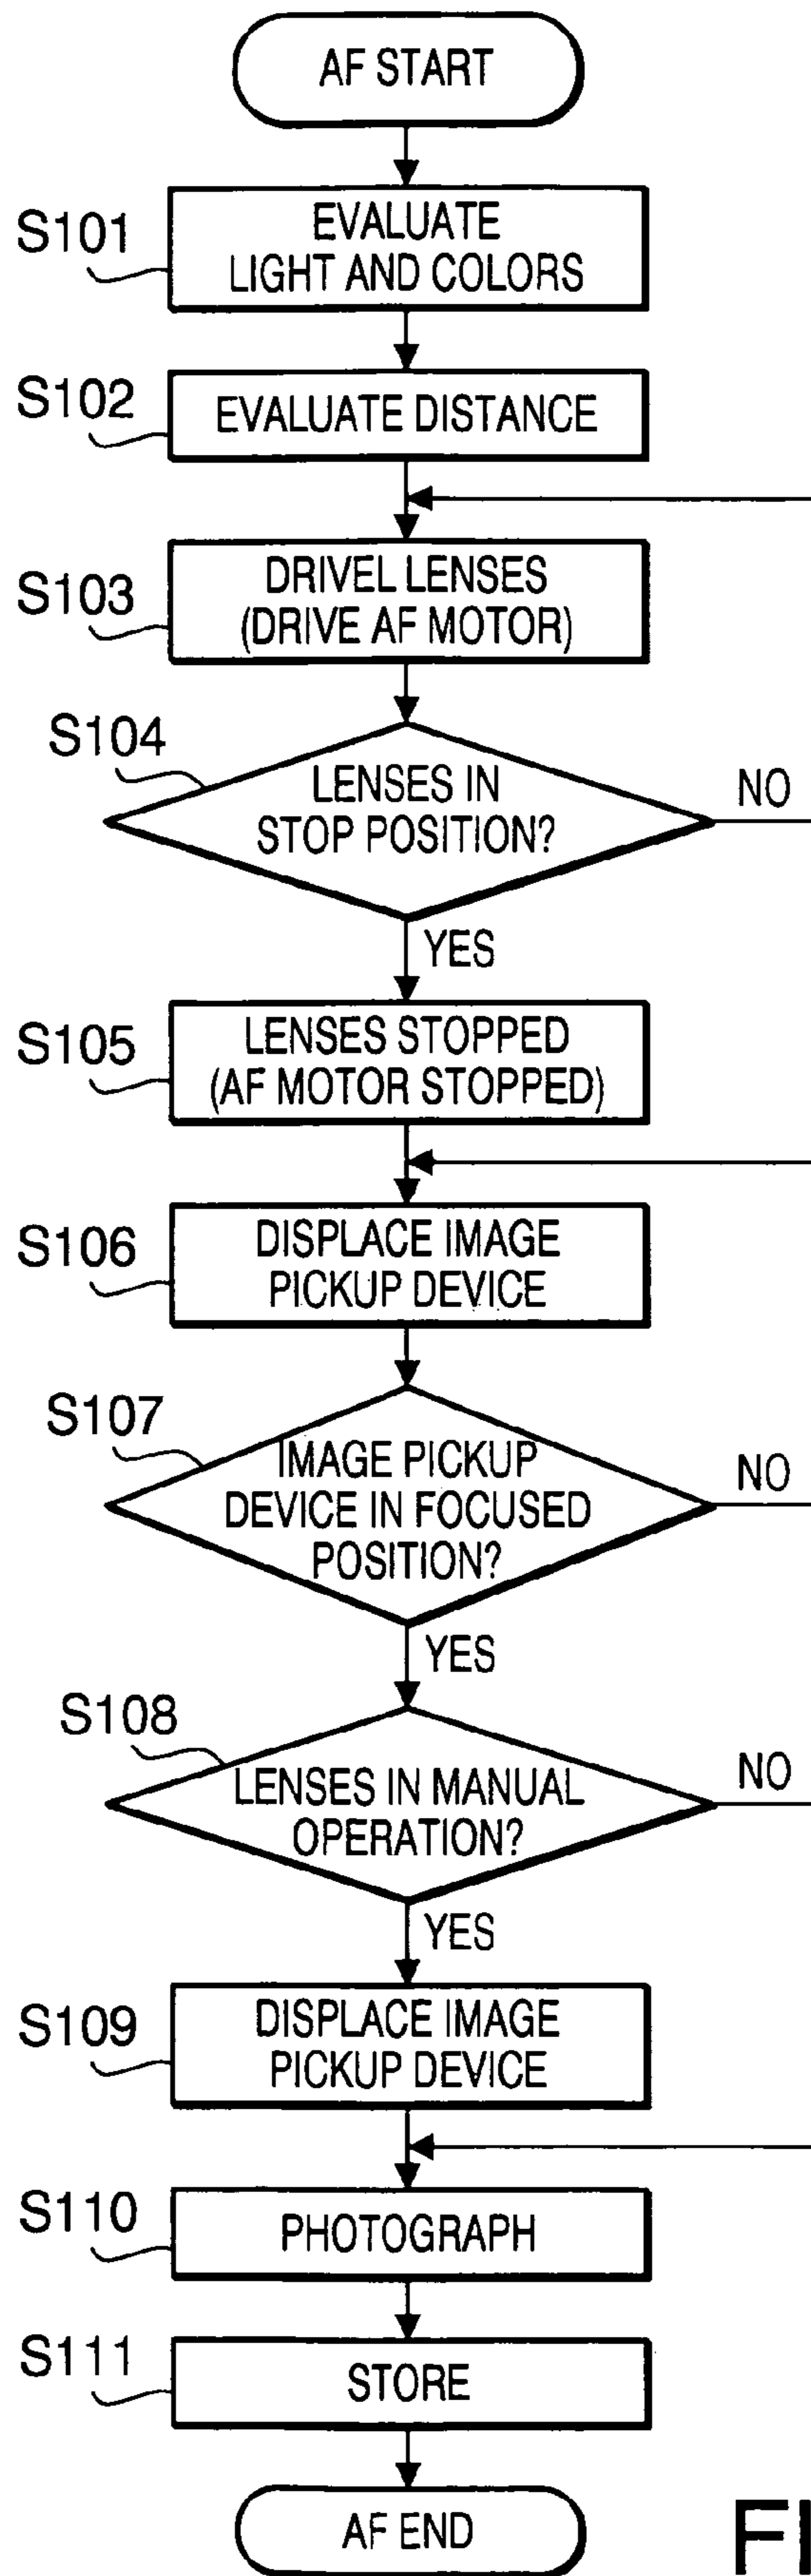 AF START
S101
EVALUATE
LIGHT AND COLORS
S102
EVALUATE DISTANCE
S103
DRIVEL LENSES
(DRIVE AF MOTOR)
S104
LENSES IN
STOP POSITION?
NO
YES
S105
LENSES STOPPED
(AF MOTOR STOPPED)
S106
DISPLACE IMAGE
PICKUP DEVICE
S107
IMAGE PICKUP
DEVICE IN FOCUSED
POSITION?
NO
YES
S108
LENSES IN MANUAL
OPERATION?
NO
YES
S109
DISPLACE IMAGE
PICKUP DEVICE
S110
PHOTOGRAPH
S111
STORE
AF END